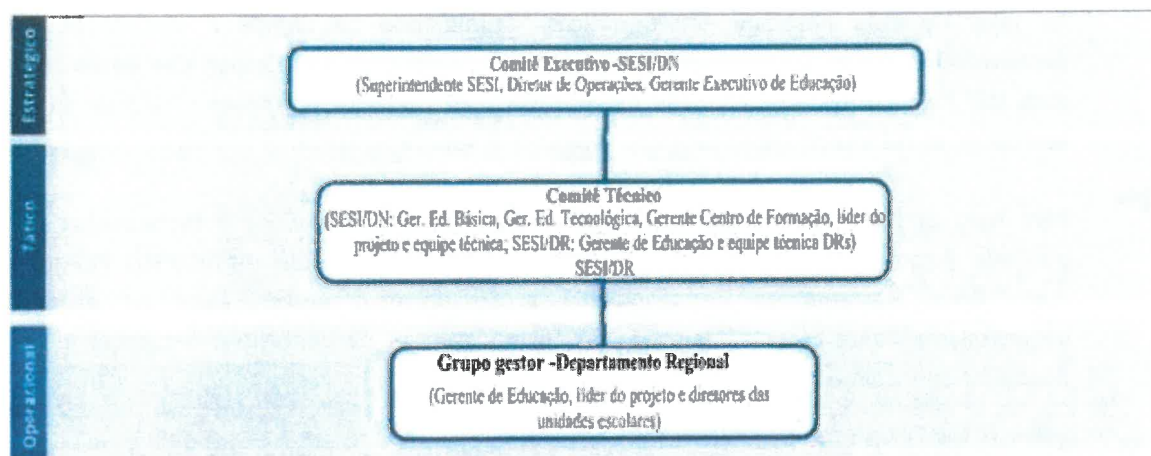 Estratégico
Comitê Executivo -SESI/DN
(Superintendente SESI, Diretor de Operações, Gerente Executivo de Educação)
Tático
Comitê Técnico
(SESI/DN: Ger. Ed. Básica, Ger. Ed. Tecnológica, Gerente Centro de Formação, líder do
projeto e equipe técnica; SESI/DR: Gerente de Educação e equipe técnica DRs)
SESI/DR
Operacional
Grupo gestor -Departamento Regional
(Gerente de Educação, líder do projeto e diretores das
unidades escolares)